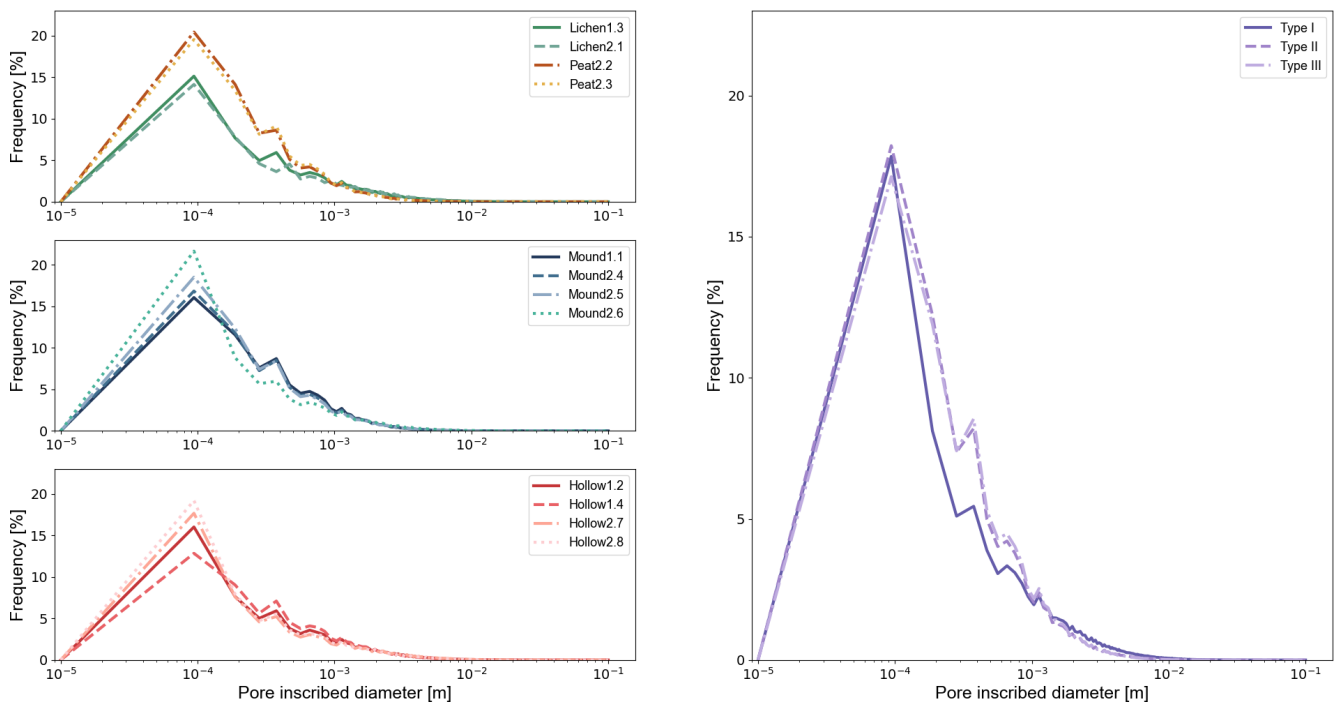 Frequency [%]
20
15
10
5
0
10⁻⁵
10⁻⁴
10⁻³
10⁻²
10⁻¹
Lichen1.3
Lichen2.1
Peat2.2
Peat2.3
Frequency [%]
20
15
10
5
0
10⁻⁵
10⁻⁴
10⁻³
10⁻²
10⁻¹
Mound1.1
Mound2.4
Mound2.5
Mound2.6
Frequency [%]
20
15
10
5
0
10⁻⁵
10⁻⁴
10⁻³
10⁻²
10⁻¹
Hollow1.2
Hollow1.4
Hollow2.7
Hollow2.8
Pore inscribed diameter [m]
Frequency [%]
20
15
10
5
0
10⁻⁵
10⁻⁴
10⁻³
10⁻²
10⁻¹
Type I
Type II
Type III
Pore inscribed diameter [m]